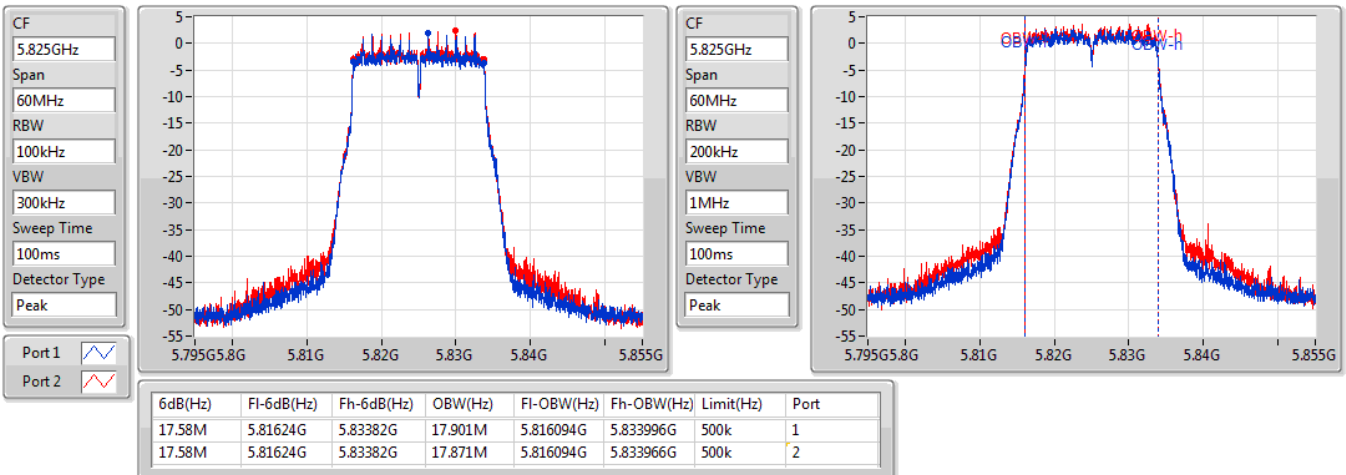 CF
5.825GHz
Span
60MHz
RBW
100kHz
VBW
300kHz
Sweep Time
100ms
Detector Type
Peak
Port 1
Port 2
5
0
-5
-10
-15
-20
-25
-30
-35
-40
-45
-50
-55
5.795G 5.8G 5.81G 5.82G 5.83G 5.84G 5.855G
CF
5.825GHz
Span
60MHz
RBW
200kHz
VBW
1MHz
Sweep Time
100ms
Detector Type
Peak
5
0
-5
-10
-15
-20
-25
-30
-35
-40
-45
-50
-55
OBW-h
OBW-h
5.795G 5.8G 5.81G 5.82G 5.83G 5.84G 5.855G
6dB(Hz) Fl-6dB(Hz) Fh-6dB(Hz) OBW(Hz) Fl-OBW(Hz) Fh-OBW(Hz) Limit(Hz) Port
17.58M 5.81624G 5.83382G 17.901M 5.816094G 5.833996G 500k 1
17.58M 5.81624G 5.83382G 17.871M 5.816094G 5.833966G 500k 2